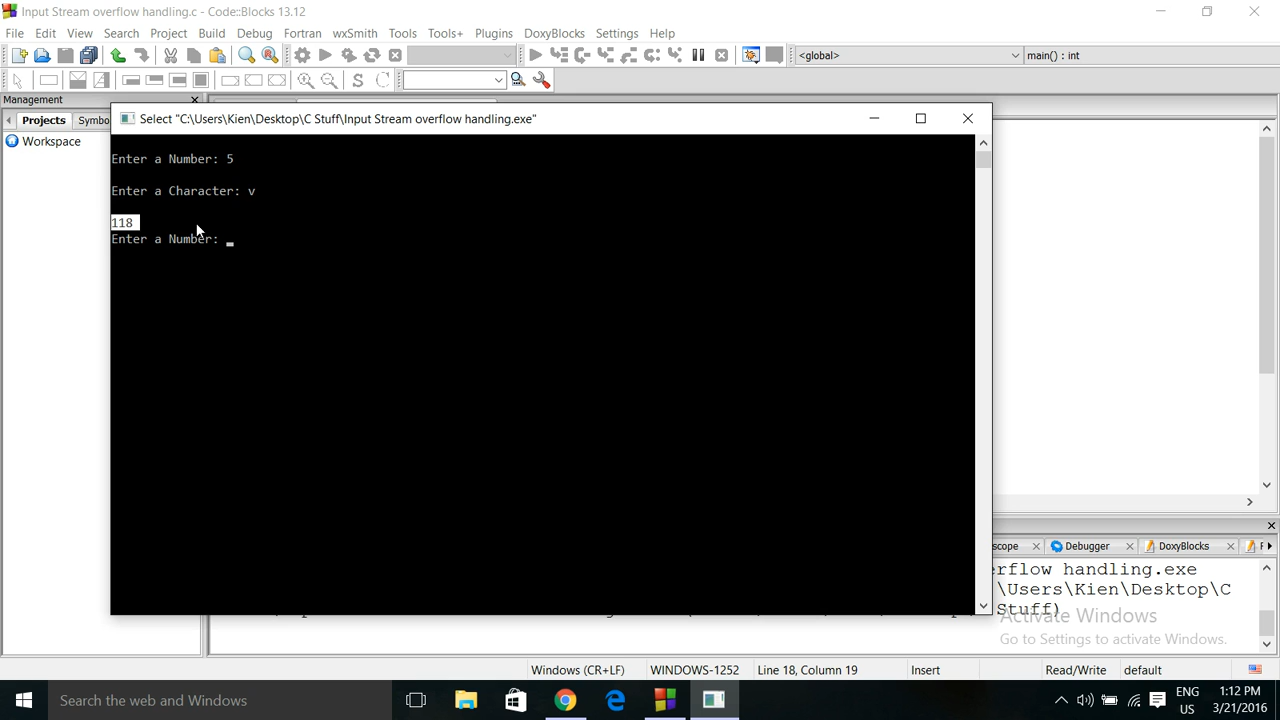 Input Stream overflow handling.c - Code::Blocks 13.12
File Edit View Search Project Build Debug Fortran wxSmith Tools Tools+ Plugins DoxyBlocks Settings Help
<global> main() : int
S
Management
Projects Symbo
Workspace
Select "C:\Users\Kien\Desktop\C Stuff\Input Stream overflow handling.exe"
Enter a Number: 5
Enter a Character: v
118
Enter a Number:
scope Debugger DoxyBlocks F
erflow handling.exe
\Users\Kien\Desktop\C
Stuff)
Activate Windows
Go to Settings to activate Windows.
Windows (CR+LF) WINDOWS-1252 Line 18, Column 19 Insert Read/Write default
Search the web and Windows
ENG
US
1:12 PM
3/21/2016